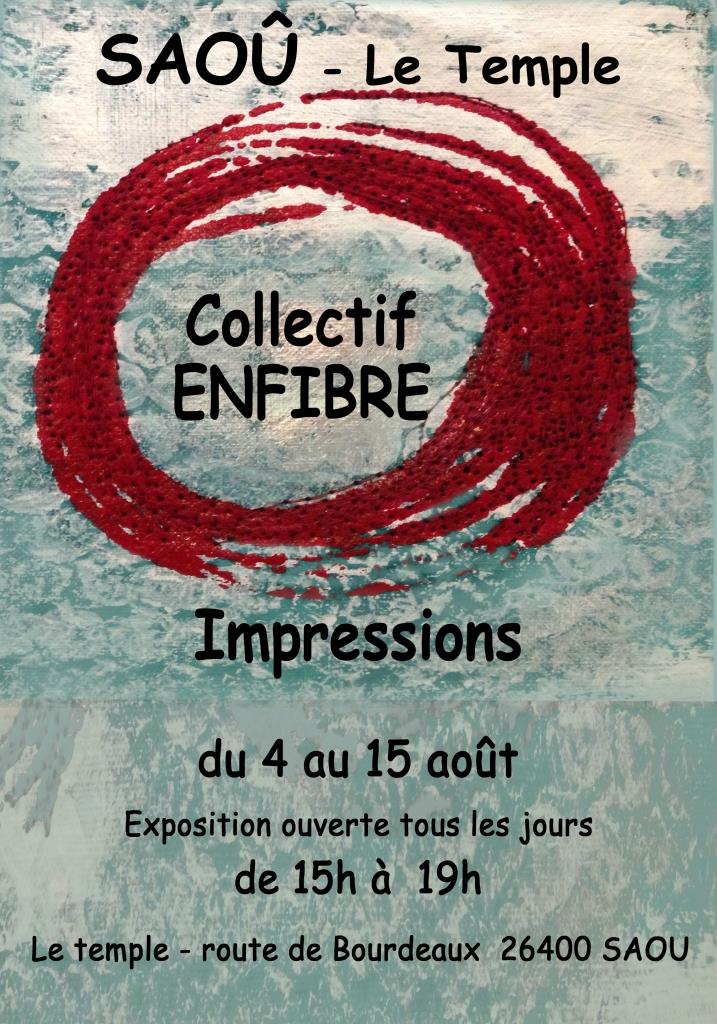 SAOÛ - Le Temple
Collectif
ENFIBRE
Impressions
du 4 au 15 août
Exposition ouverte tous les jours
de 15h à 19h
Le temple - route de Bourdeaux 26400 SAOU